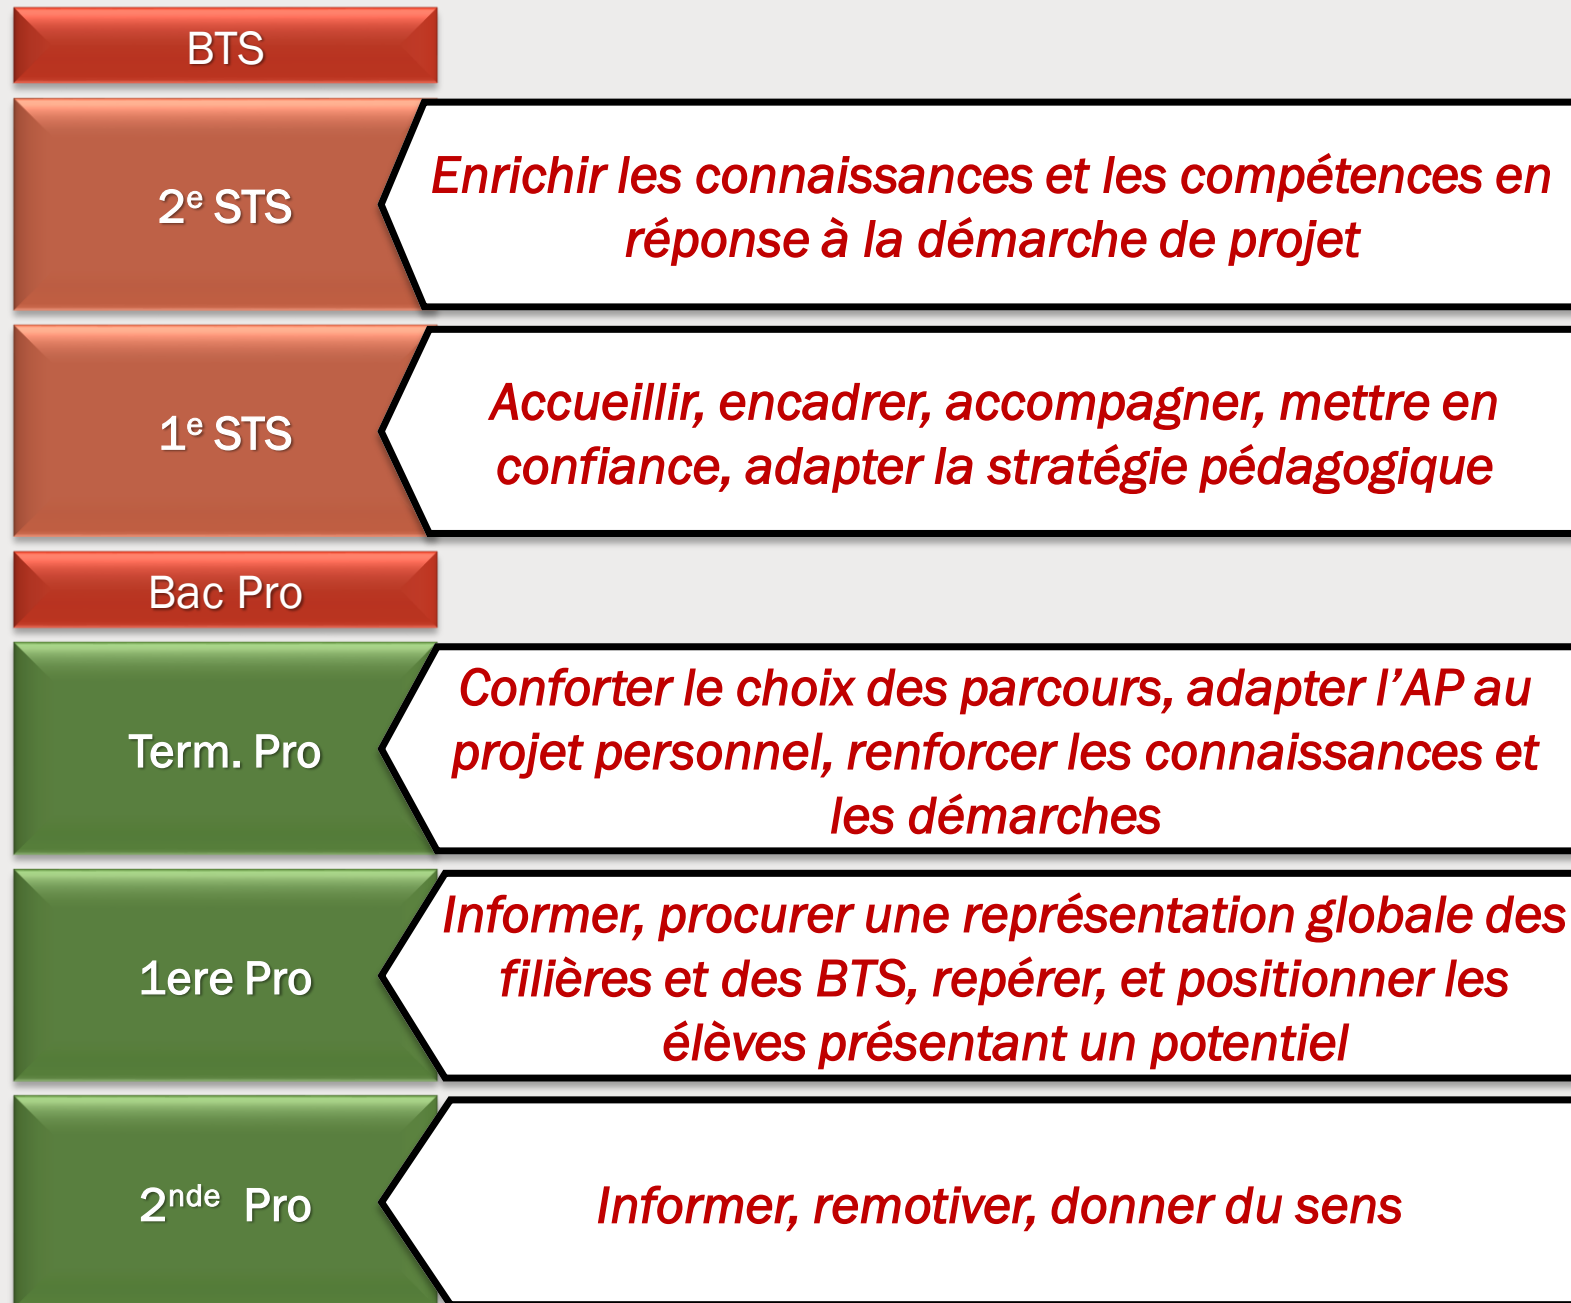 BTS
2e STS
Enrichir les connaissances et les compétences en
réponse à la démarche de projet
1e STS
Accueillir, encadrer, accompagner, mettre en
confiance, adapter la stratégie pédagogique
Bac Pro
Term. Pro
Conforter le choix des parcours, adapter l’AP au
projet personnel, renforcer les connaissances et
les démarches
1ere Pro
Informer, procurer une représentation globale des
filières et des BTS, repérer, et positionner les
élèves présentant un potentiel
2nde Pro
Informer, remotiver, donner du sens